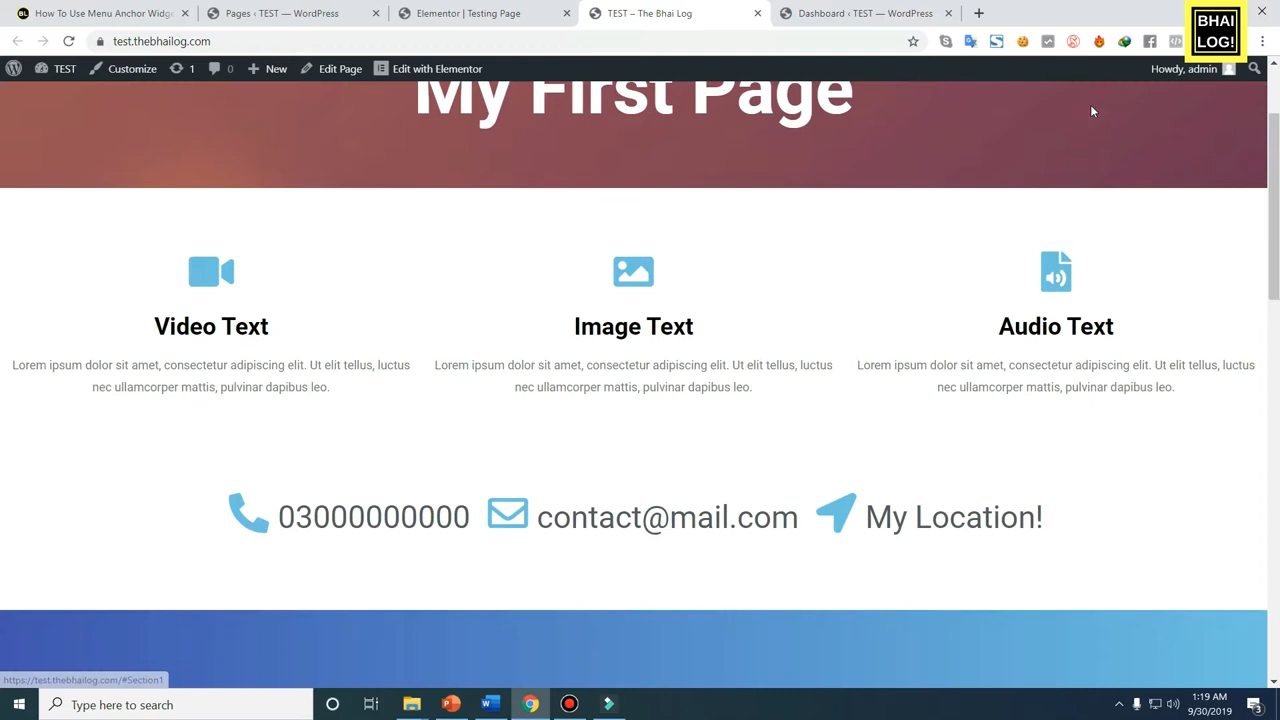 How To Use Menu Anchor Widge
Pages ‹ TEST — WordPress
Elementor | Testing Page
TEST – The Bhai Log
Dashboard ‹ TEST — WordPress
BHAI
LOG!
test.thebhailog.com
TEST
Customize
1
0
New
Edit Page
Edit with Elementor
Howdy, admin
My First Page
Video Text
Lorem ipsum dolor sit amet, consectetur adipiscing elit. Ut elit tellus, luctus
nec ullamcorper mattis, pulvinar dapibus leo.
Image Text
Lorem ipsum dolor sit amet, consectetur adipiscing elit. Ut elit tellus, luctus
nec ullamcorper mattis, pulvinar dapibus leo.
Audio Text
Lorem ipsum dolor sit amet, consectetur adipiscing elit. Ut elit tellus, luctus
nec ullamcorper mattis, pulvinar dapibus leo.
03000000000
contact@mail.com
My Location!
https://test.thebhailog.com/#Section1
Type here to search
1:19 AM
9/30/2019
3